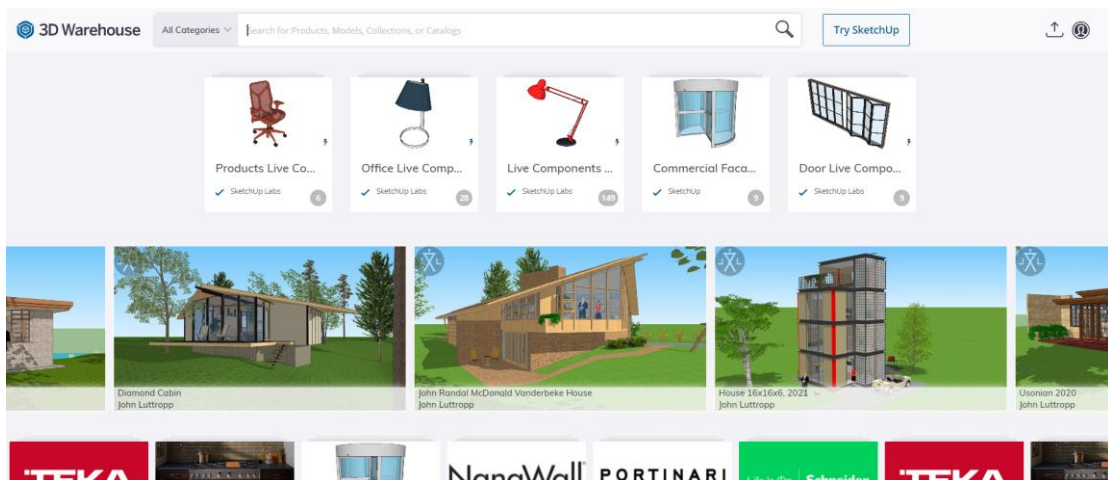 3D Warehouse
All Categories
Search for Products, Models, Collections, or Catalogs
Try SketchUp
Products Live Co...
SketchUp Labs
6
Office Live Comp...
SketchUp Labs
28
Live Components ...
SketchUp Labs
149
Commercial Faca...
SketchUp
9
Door Live Compo...
SketchUp Labs
9
Diamond Cabin
John Luttropp
John Randal McDonald Vanderbeke House
John Luttropp
House 16x16x6, 2021
John Luttropp
Usonian 2020
John Luttropp
TEKA
NanaWall
PORTINARI
Life Is On
Schneider
TEKA